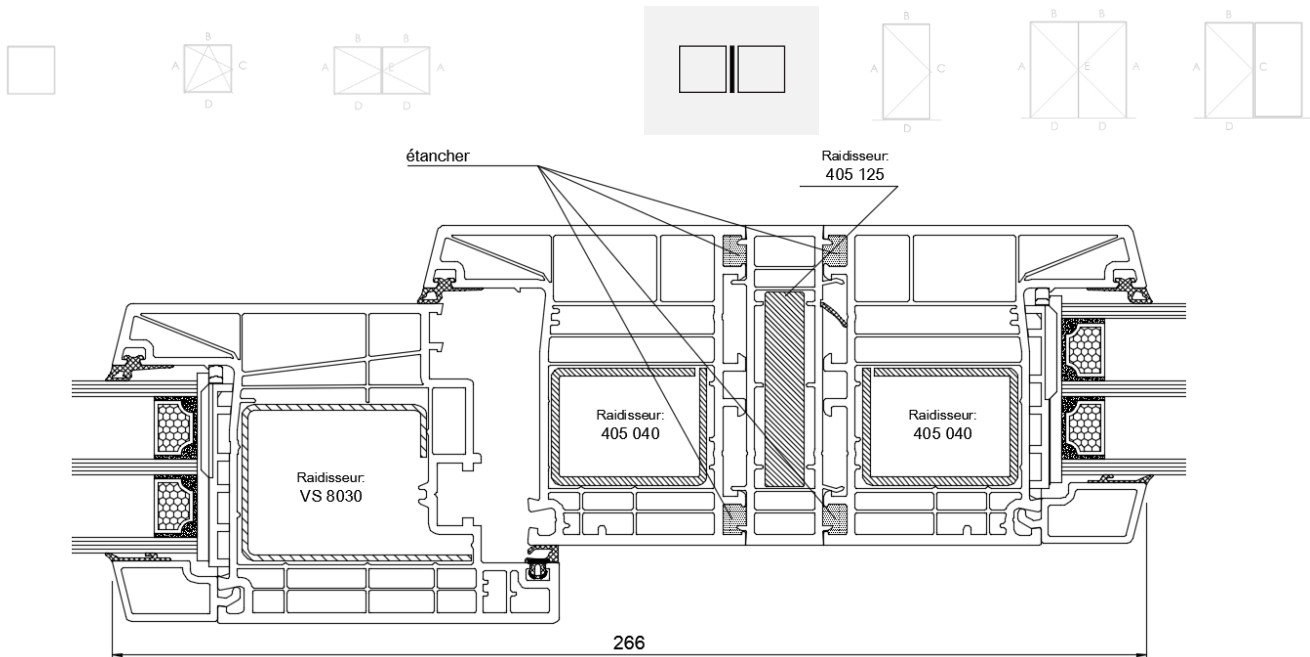 B
A
C
D
B B
A E A
D D
B
A
C
D
B B
A E A
D D
B
A
C
D
étancher
Raidisseur:
405 125
Raidisseur:
405 040
Raidisseur:
405 040
Raidisseur:
VS 8030
266